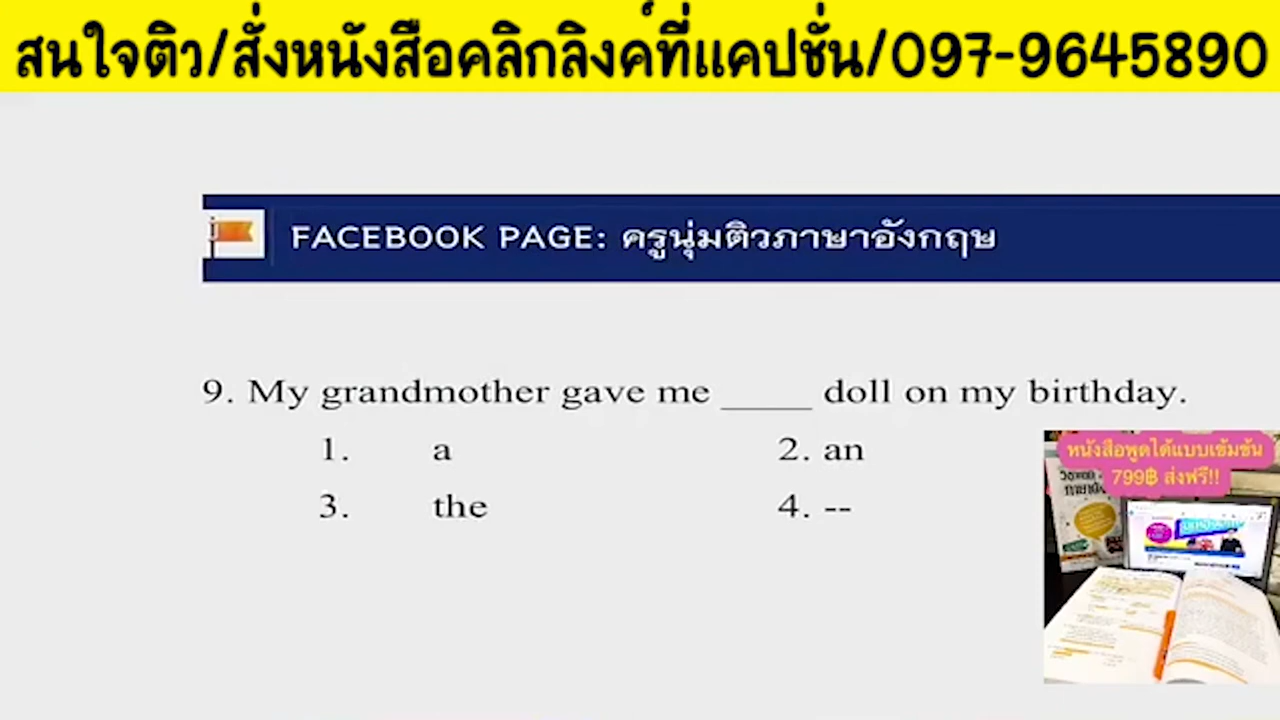 สนใจติว/สั่งหนังสือคลิกลิงค์ที่แคปชั่น/097-9645890
FACEBOOK PAGE: ครูนุ่มติวภาษาอังกฤษ
9. My grandmother gave me _____ doll on my birthday.
1. a 2. an
3. the 4. --
หนังสือพูดได้แบบเข้มข้น
799฿ ส่งฟรี!!